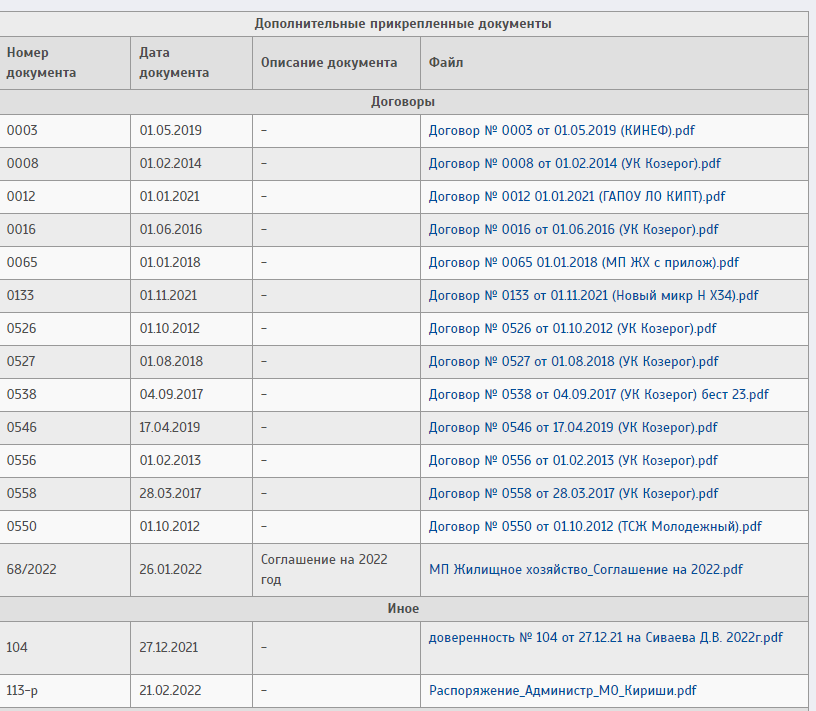 Дополнительные прикрепленные документы
Номер документа Дата документа Описание документа Файл
Договоры
0003 01.05.2019 – Договор № 0003 от 01.05.2019 (КИНЕФ).pdf
0008 01.02.2014 – Договор № 0008 от 01.02.2014 (УК Козерог).pdf
0012 01.01.2021 – Договор № 0012 01.01.2021 (ГАПОУ ЛО КИПТ).pdf
0016 01.06.2016 – Договор № 0016 от 01.06.2016 (УК Козерог).pdf
0065 01.01.2018 – Договор № 0065 01.01.2018 (МП ЖХ с прилож).pdf
0133 01.11.2021 – Договор № 0133 от 01.11.2021 (Новый микр Н Х34).pdf
0526 01.10.2012 – Договор № 0526 от 01.10.2012 (УК Козерог).pdf
0527 01.08.2018 – Договор № 0527 от 01.08.2018 (УК Козерог).pdf
0538 04.09.2017 – Договор № 0538 от 04.09.2017 (УК Козерог) бест 23.pdf
0546 17.04.2019 – Договор № 0546 от 17.04.2019 (УК Козерог).pdf
0556 01.02.2013 – Договор № 0556 от 01.02.2013 (УК Козерог).pdf
0558 28.03.2017 – Договор № 0558 от 28.03.2017 (УК Козерог).pdf
0550 01.10.2012 – Договор № 0550 от 01.10.2012 (ТСЖ Молодежный).pdf
68/2022 26.01.2022 Соглашение на 2022 год МП Жилищное хозяйство_Соглашение на 2022.pdf
Иное
104 27.12.2021 – доверенность № 104 от 27.12.21 на Сиваева Д.В. 2022г.pdf
113-р 21.02.2022 – Распоряжение_Администр_МО_Кириши.pdf